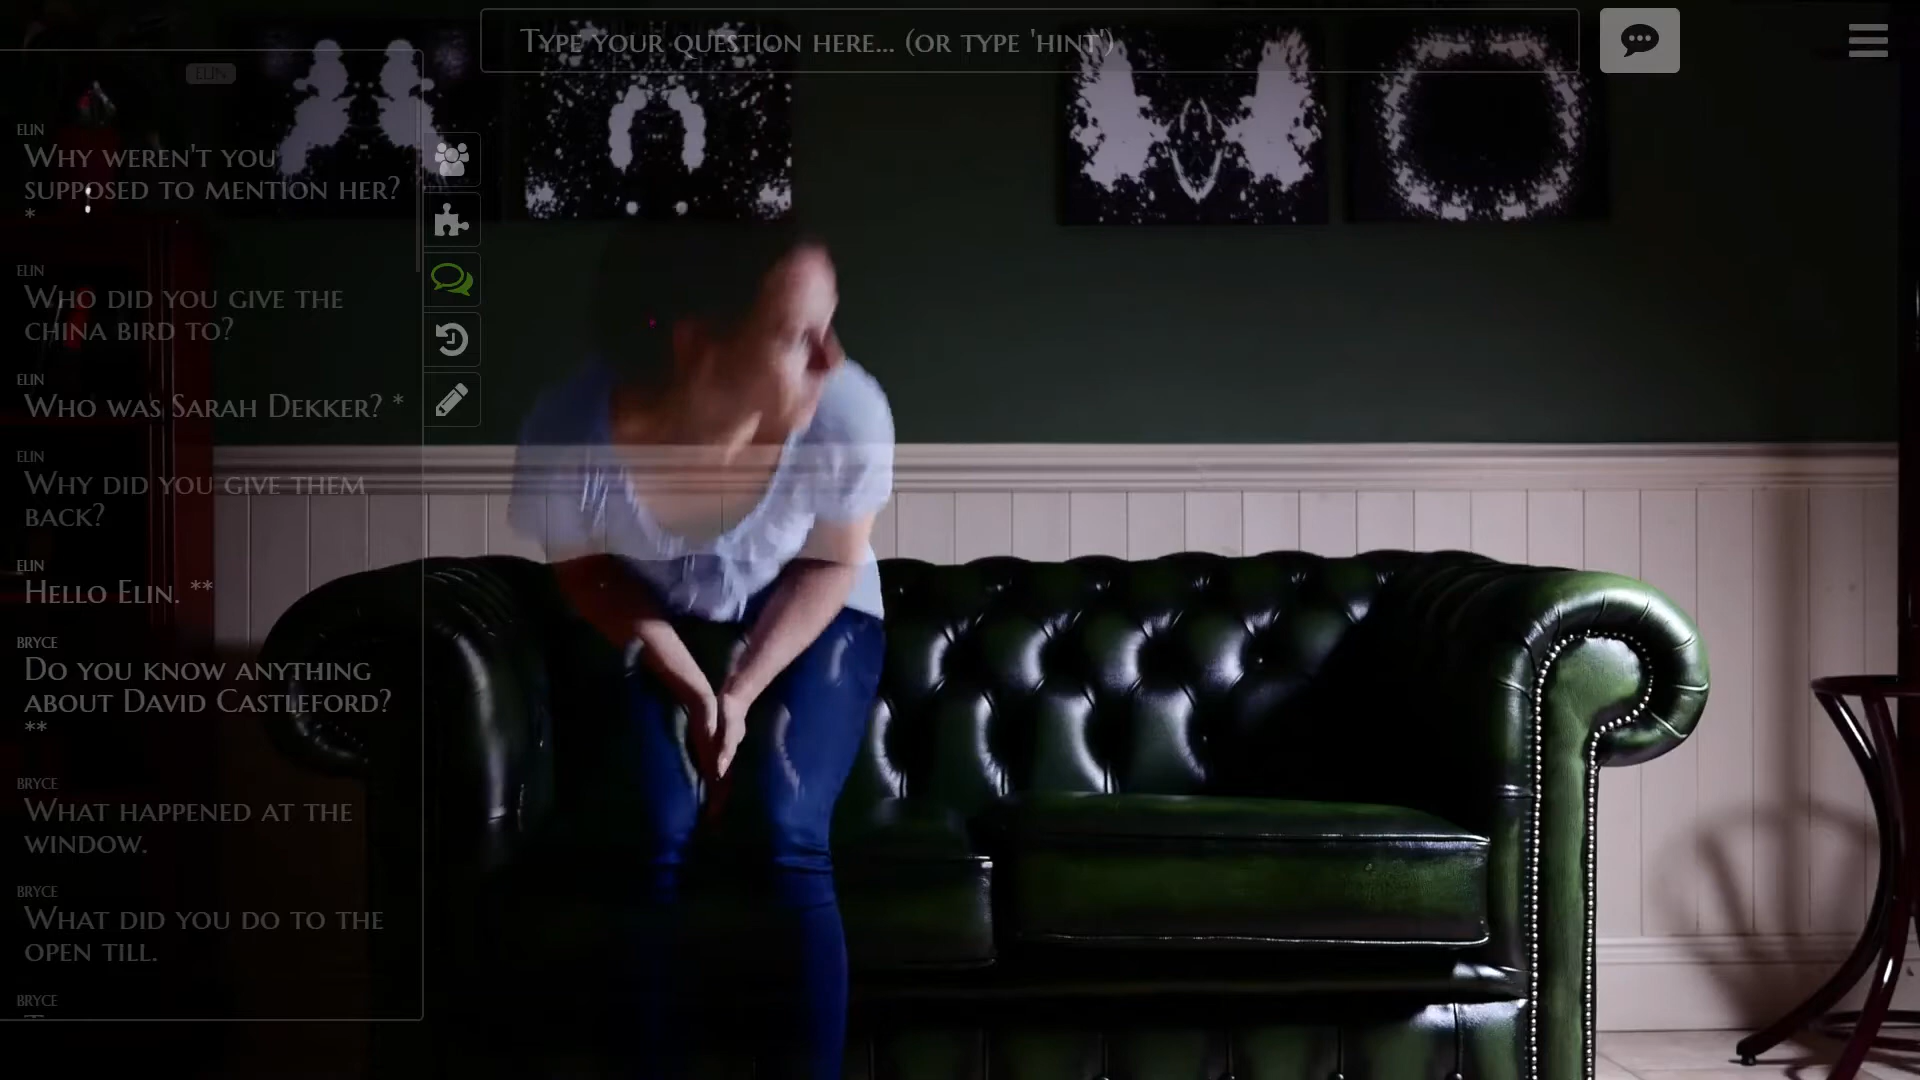 Type your question here... (or type 'hint')
Elin
Elin
Why weren't you
supposed to mention her?
*
Elin
Who did you give the
china bird to?
Elin
Who was Sarah Dekker? *
Elin
Why did you give them
back?
Elin
Hello Elin. **
Bryce
Do you know anything
about David Castleford?
**
Bryce
What happened at the
window.
Bryce
What did you do to the
open till.
Bryce